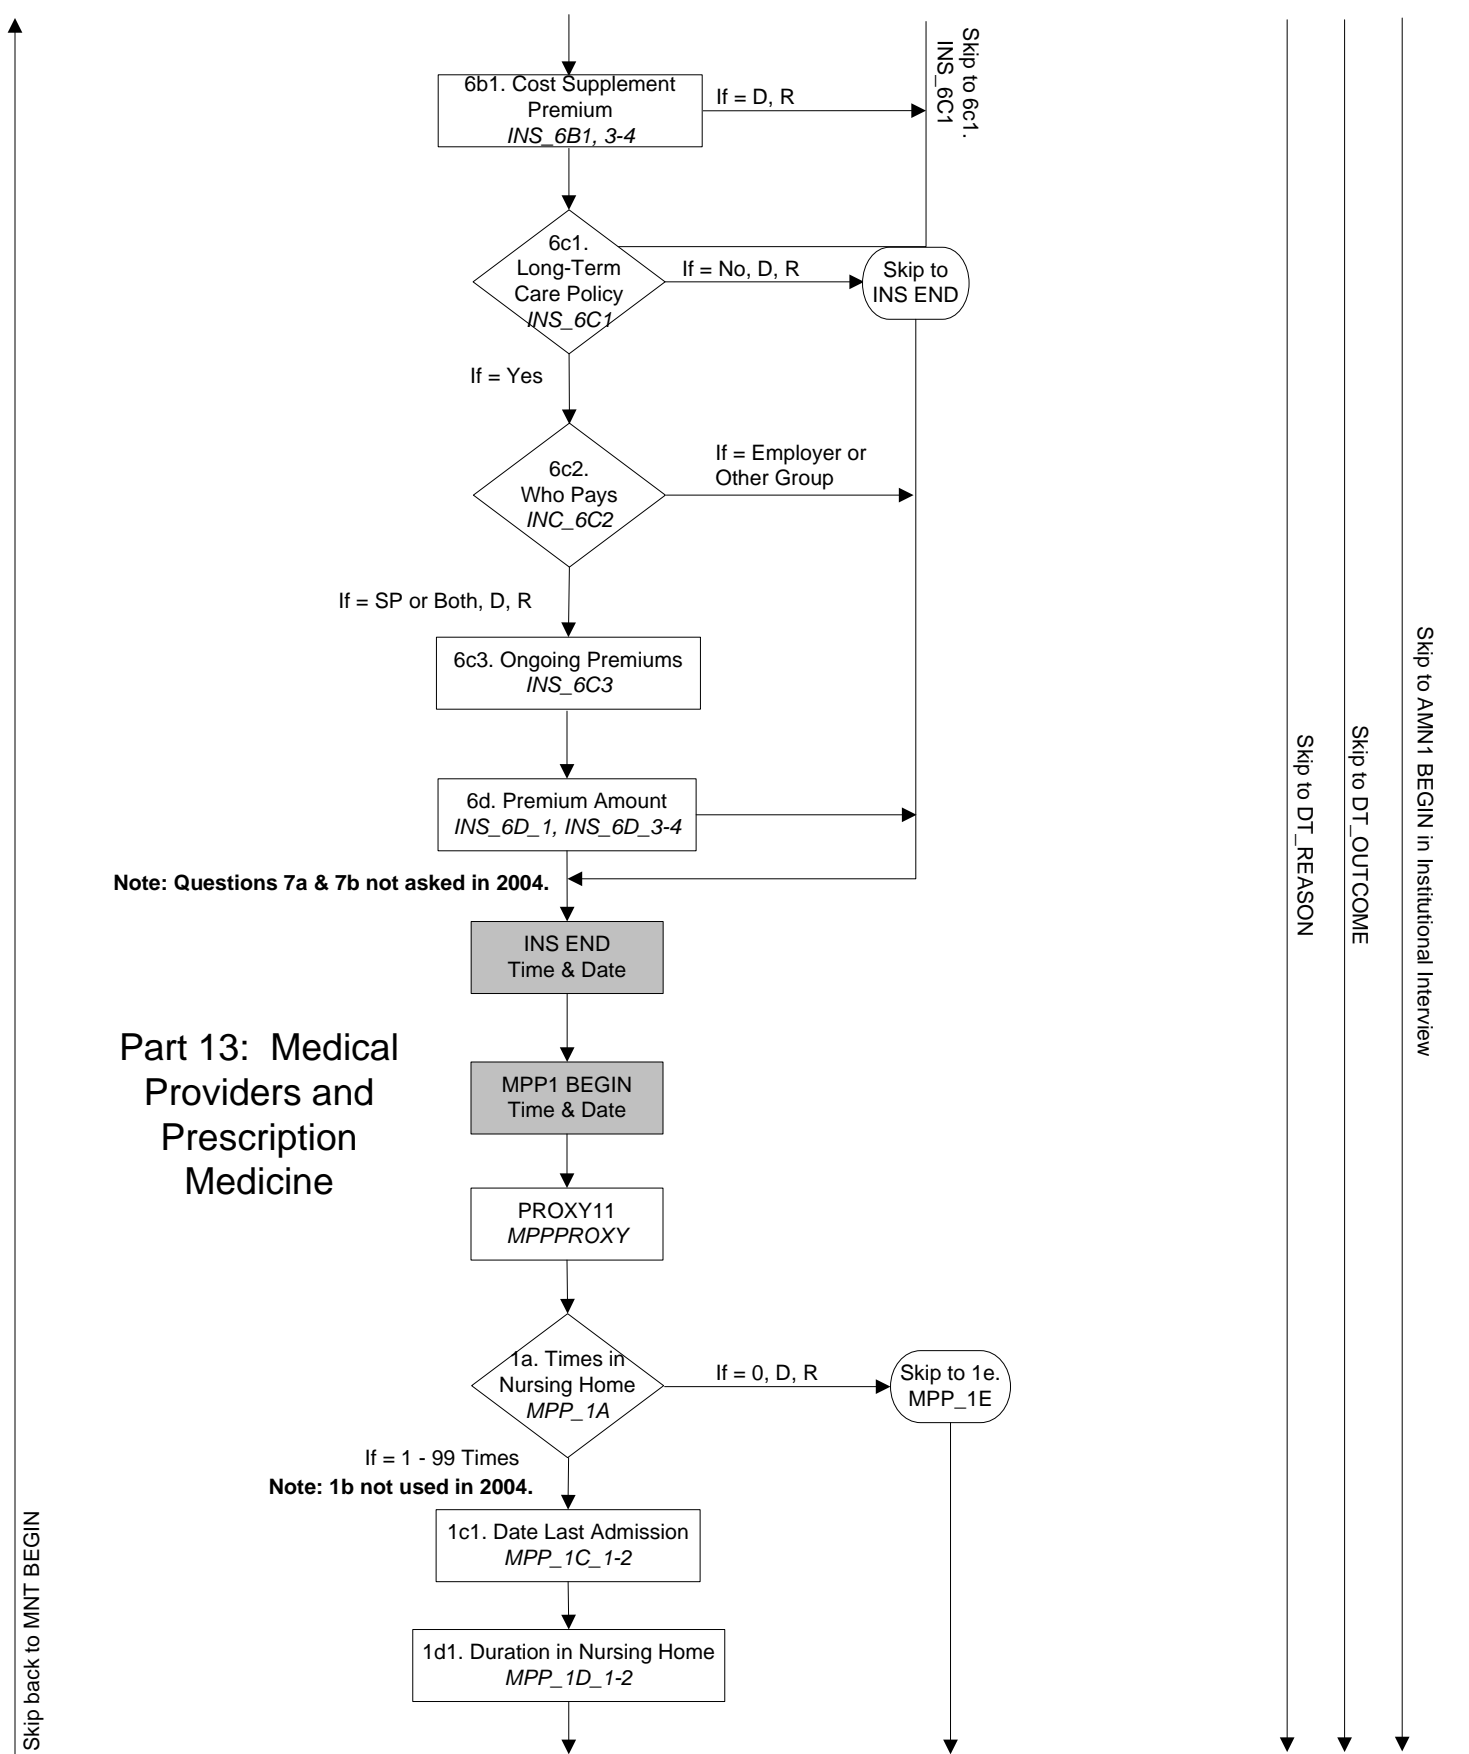 6b1. Cost Supplement
Premium
INS_6B1, 3-4
If = D, R
Skip to 6c1.
INS_6C1
6c1.
Long-Term
Care Policy
INS_6C1
If = No, D, R
Skip to
INS END
If = Yes
6c2.
Who Pays
INC_6C2
If = Employer or
Other Group
If = SP or Both, D, R
6c3. Ongoing Premiums
INS_6C3
6d. Premium Amount
INS_6D_1, INS_6D_3-4
Note: Questions 7a & 7b not asked in 2004.
INS END
Time & Date
Part 13:  Medical
Providers and
Prescription
Medicine
MPP1 BEGIN
Time & Date
PROXY11
MPPPROXY
1a. Times in
Nursing Home
MPP_1A
If = 0, D, R
Skip to 1e.
MPP_1E
If = 1 - 99 Times
Note: 1b not used in 2004.
1c1. Date Last Admission
MPP_1C_1-2
1d1. Duration in Nursing Home
MPP_1D_1-2
Skip back to MNT BEGIN
Skip to DT_REASON
Skip to DT_OUTCOME
Skip to AMN1 BEGIN in Institutional Interview